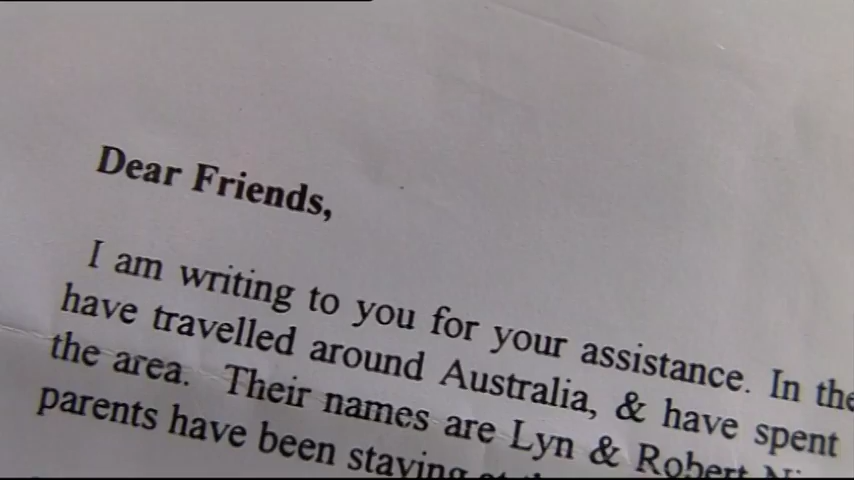 Dear Friends,
I am writing to you for your assistance. In the
have travelled around Australia, & have spent
the area. Their names are Lyn & Robert
parents have been staying